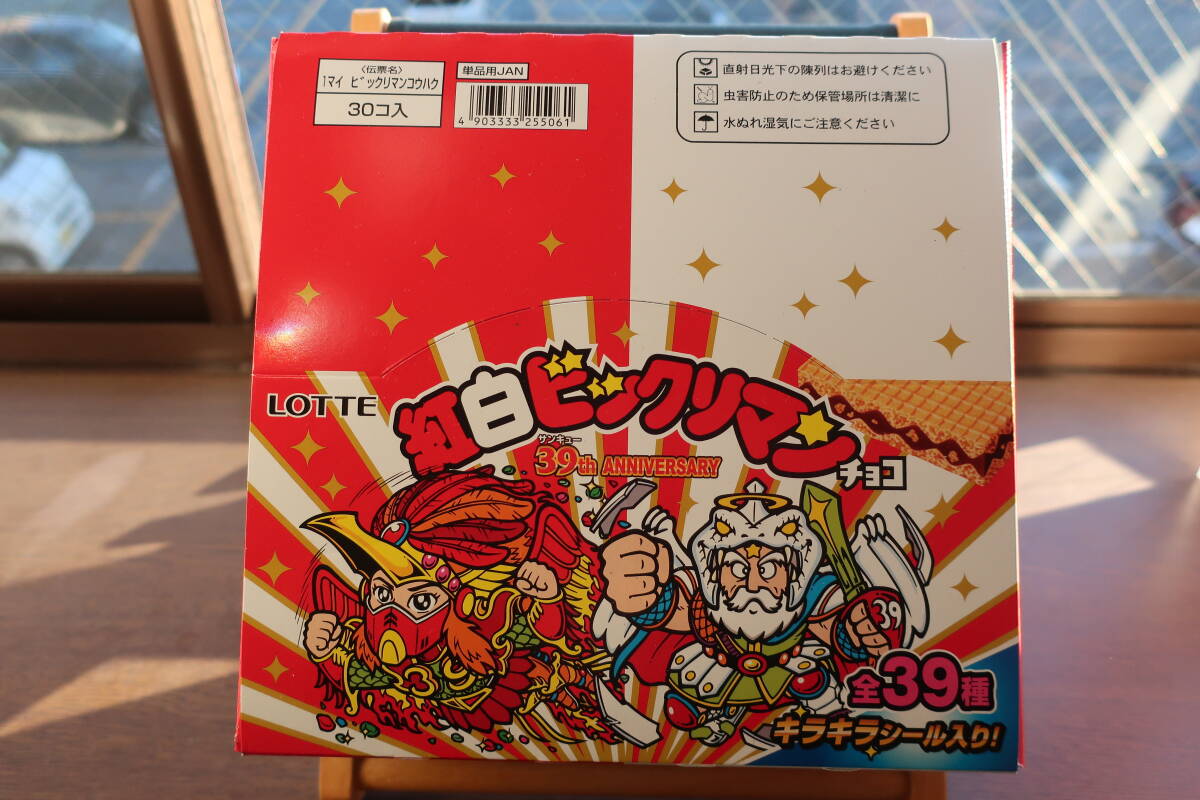 〈伝票名〉
1マイ ビックリマンコウハク
30コ入
単品用JAN
4 903333 255061
直射日光下の陳列はお避けください
虫害防止のため保管場所は清潔に
水ぬれ湿気にご注意ください
LOTTE
紅白ビックリマン
チョコ
サンキュー
39th ANNIVERSARY
39
全39種
キラキラシール入り!